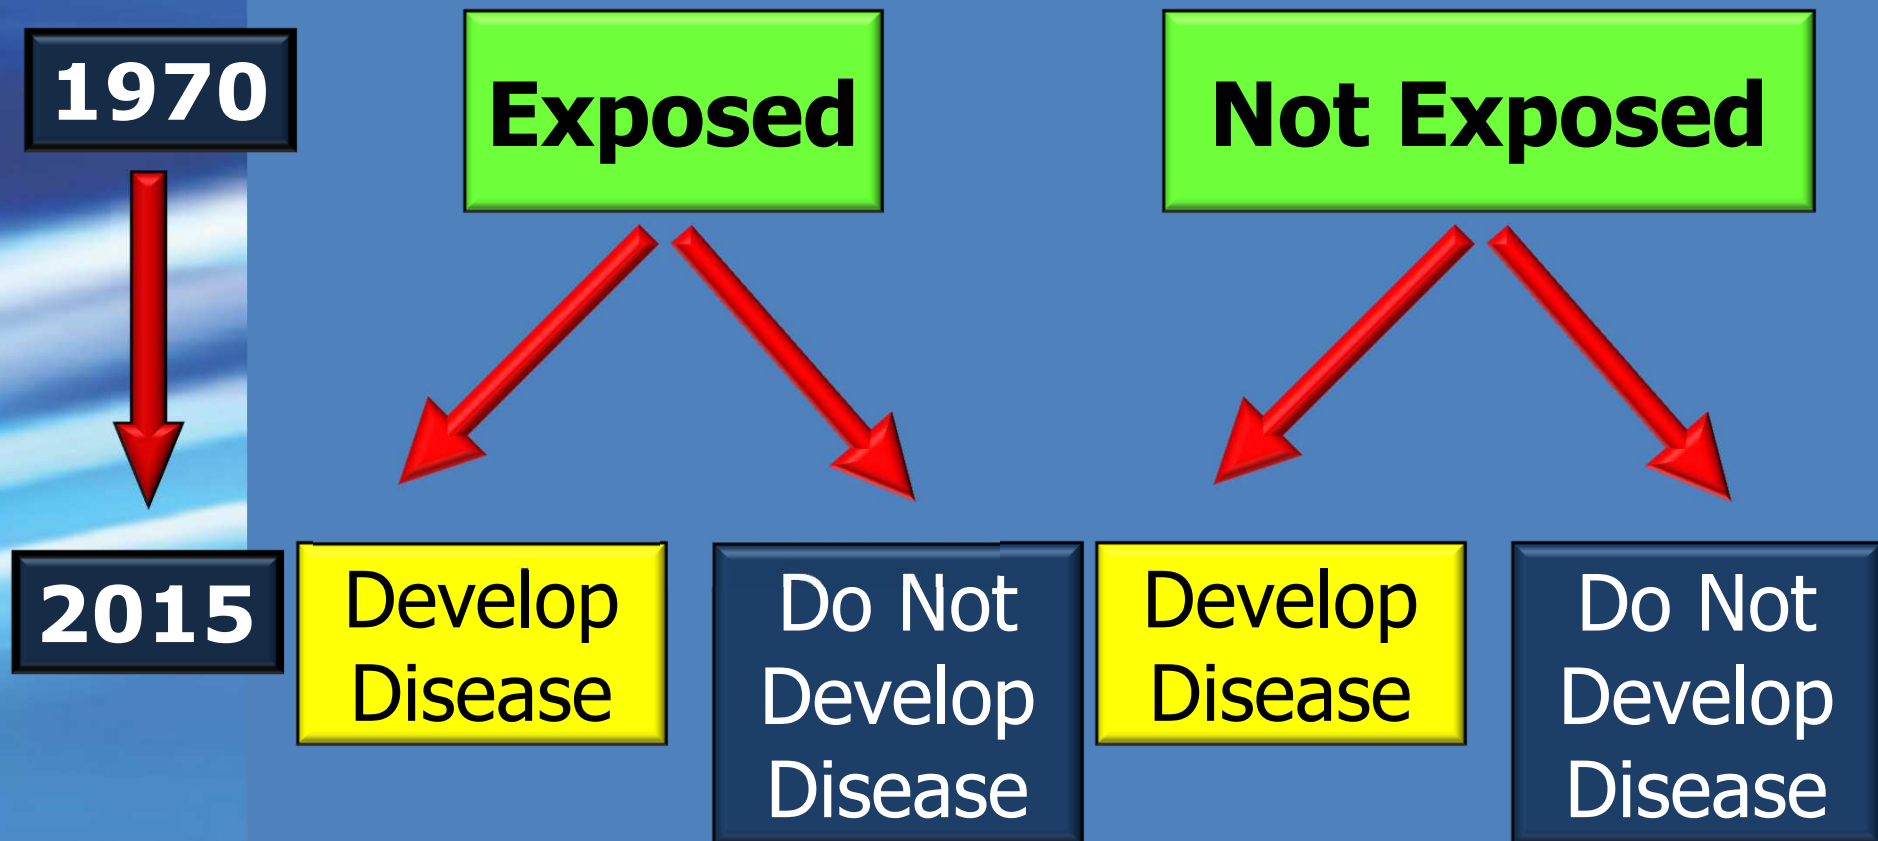 1970
Exposed
Not Exposed
2015
Develop
Disease
Do Not
Develop
Disease
Develop
Disease
Do Not
Develop
Disease